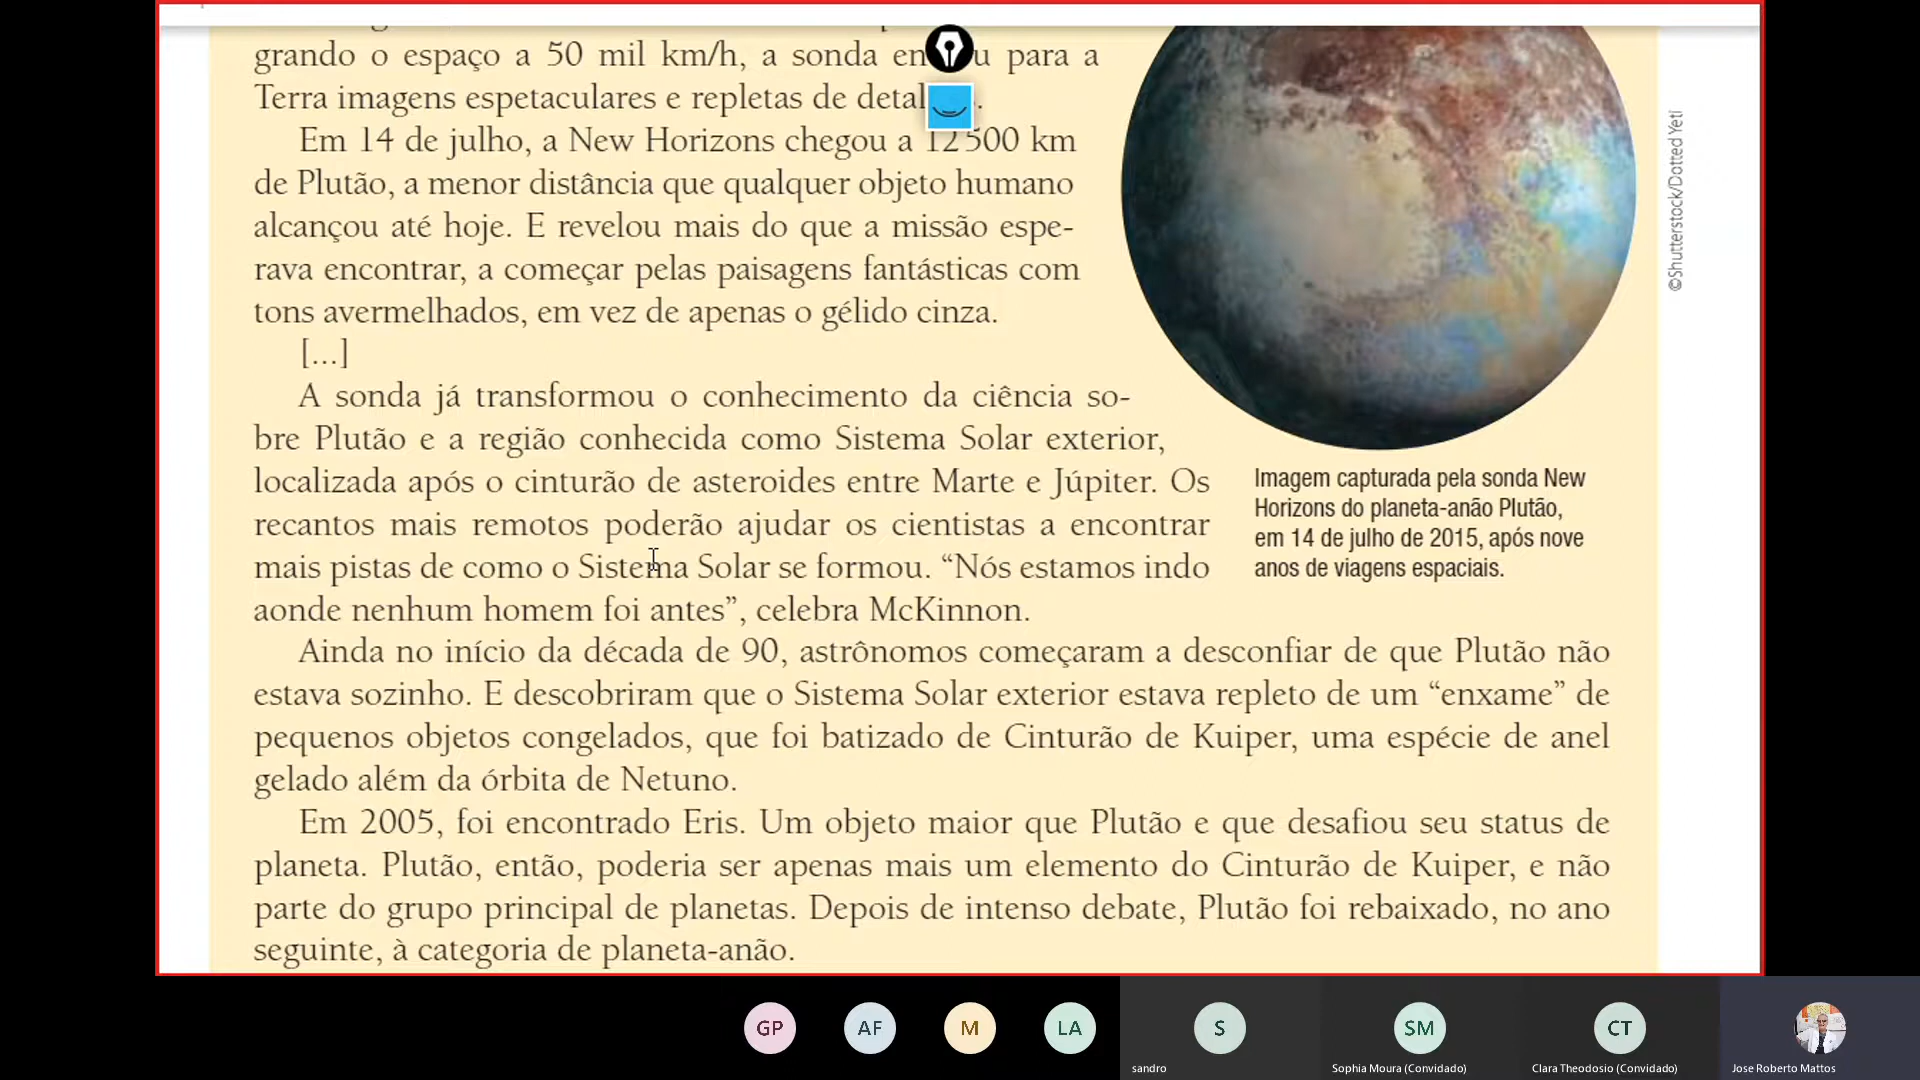 grando o espaço a 50 mil km/h, a sonda u para a
Terra imagens espetaculares e repletas de
Em 14 de julho, a New Horizons chegou a 12 500 km
de Plutão, a menor distância que qualquer objeto humano
alcançou até hoje. E revelou mais do que a missão espe-
rava encontrar, a começar pelas paisagens fantásticas com
tons avermelhados, em vez de apenas o gélido cinza.
[...]
A sonda já transformou o conhecimento da ciência so-
bre Plutão e a região conhecida como Sistema Solar exterior,
localizada após o cinturão de asteroides entre Marte e Júpiter. Os
recantos mais remotos poderão ajudar os cientistas a encontrar
mais pistas de como o Sistema Solar se formou. “Nós estamos indo
aonde nenhum homem foi antes”, celebra McKinnon.
Ainda no início da década de 90, astrônomos começaram a desconfiar de que Plutão não
estava sozinho. E descobriram que o Sistema Solar exterior estava repleto de um “enxame” de
pequenos objetos congelados, que foi batizado de Cinturão de Kuiper, uma espécie de anel
gelado além da órbita de Netuno.
Em 2005, foi encontrado Eris. Um objeto maior que Plutão e que desafiou seu status de
planeta. Plutão, então, poderia ser apenas mais um elemento do Cinturão de Kuiper, e não
parte do grupo principal de planetas. Depois de intenso debate, Plutão foi rebaixado, no ano
seguinte, à categoria de planeta-anão.
©Shutterstock/Dotted Yeti
Imagem capturada pela sonda New
Horizons do planeta-anão Plutão,
em 14 de julho de 2015, após nove
anos de viagens espaciais.
GP
AF
M
LA
S
SM
CT
sandro
Sophia Moura (Convidado)
Clara Theodosio (Convidado)
Jose Roberto Mattos